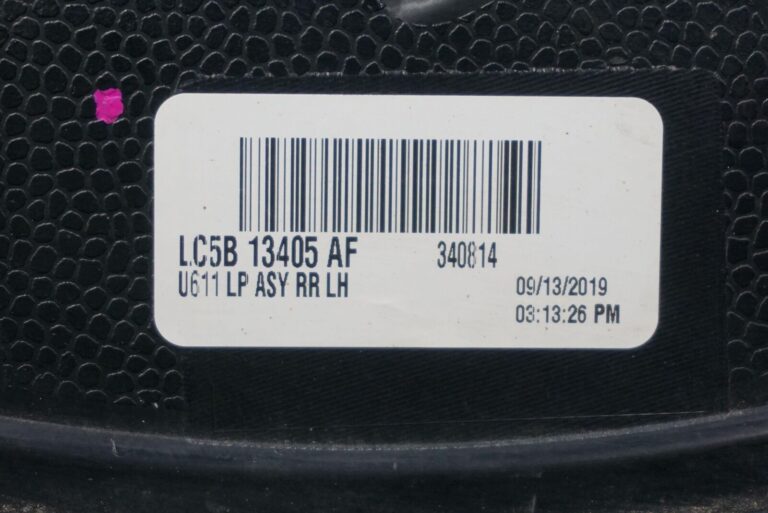 LC5B 13405 AF 340814
U611 LP ASY RR LH 09/13/2019
03:13:26 PM